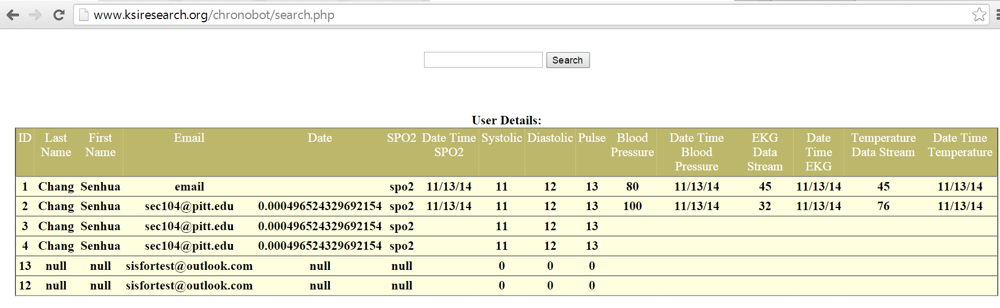 www.ksiresearch.org/chronobot/search.php
Search
User Details:
ID Last Name First Name Email Date SPO2 Date Time SPO2 Systolic Diastolic Pulse Blood Pressure Date Time Blood Pressure EKG Data Stream Date Time EKG Temperature Data Stream Date Time Temperature
1 Chang Senhua email spo2 11/13/14 11 12 13 80 11/13/14 45 11/13/14 45 11/13/14
2 Chang Senhua sec104@pitt.edu 0.000496524329692154 spo2 11/13/14 11 12 13 100 11/13/14 32 11/13/14 76 11/13/14
3 Chang Senhua sec104@pitt.edu 0.000496524329692154 spo2 11 12 13
4 Chang Senhua sec104@pitt.edu 0.000496524329692154 spo2 11 12 13
13 null null sisfortest@outlook.com null null 0 0 0
12 null null sisfortest@outlook.com null null 0 0 0